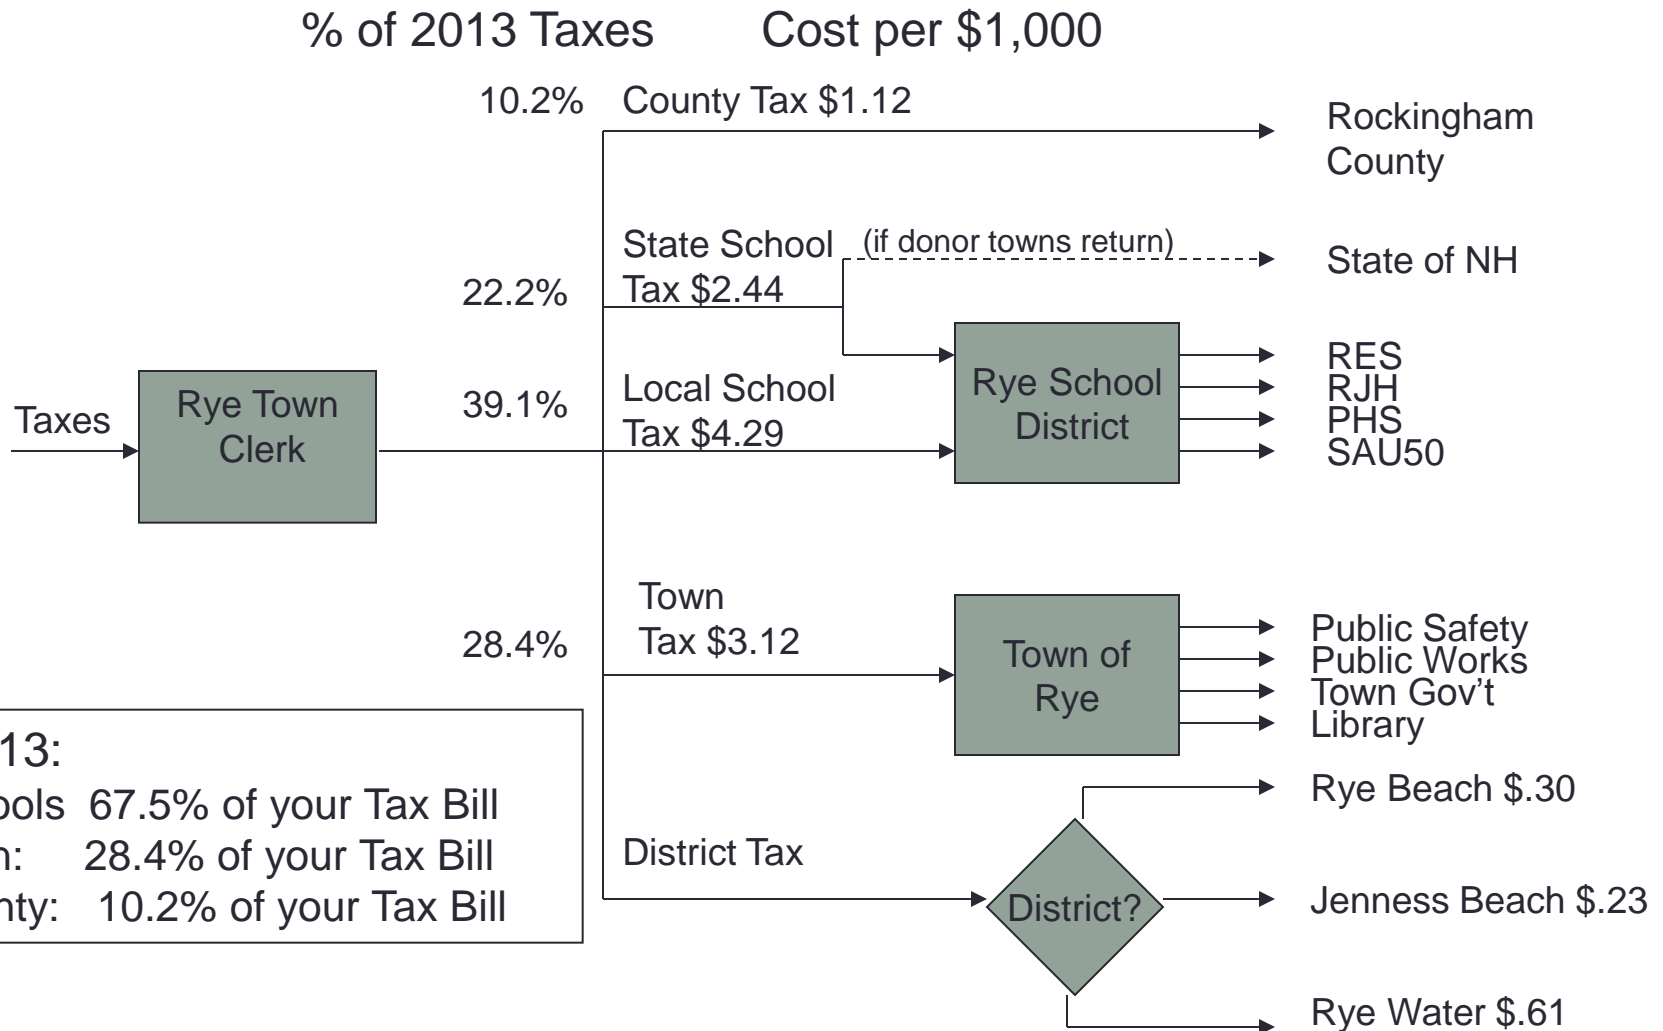 % of 2013 Taxes
Cost per $1,000
10.2%
County Tax $1.12
Rockingham
County
State School
Tax $2.44
(if donor towns return)
State of NH
22.2%
39.1%
Local School
Tax $4.29
Taxes
Rye Town
Clerk
Rye School
District
RES
RJH
PHS
SAU50
28.4%
Town
Tax $3.12
Town of
Rye
Public Safety
Public Works
Town Gov’t
Library
13:
ools 67.5% of your Tax Bill
n: 28.4% of your Tax Bill
nty: 10.2% of your Tax Bill
District Tax
District?
Rye Beach $.30
Jenness Beach $.23
Rye Water $.61